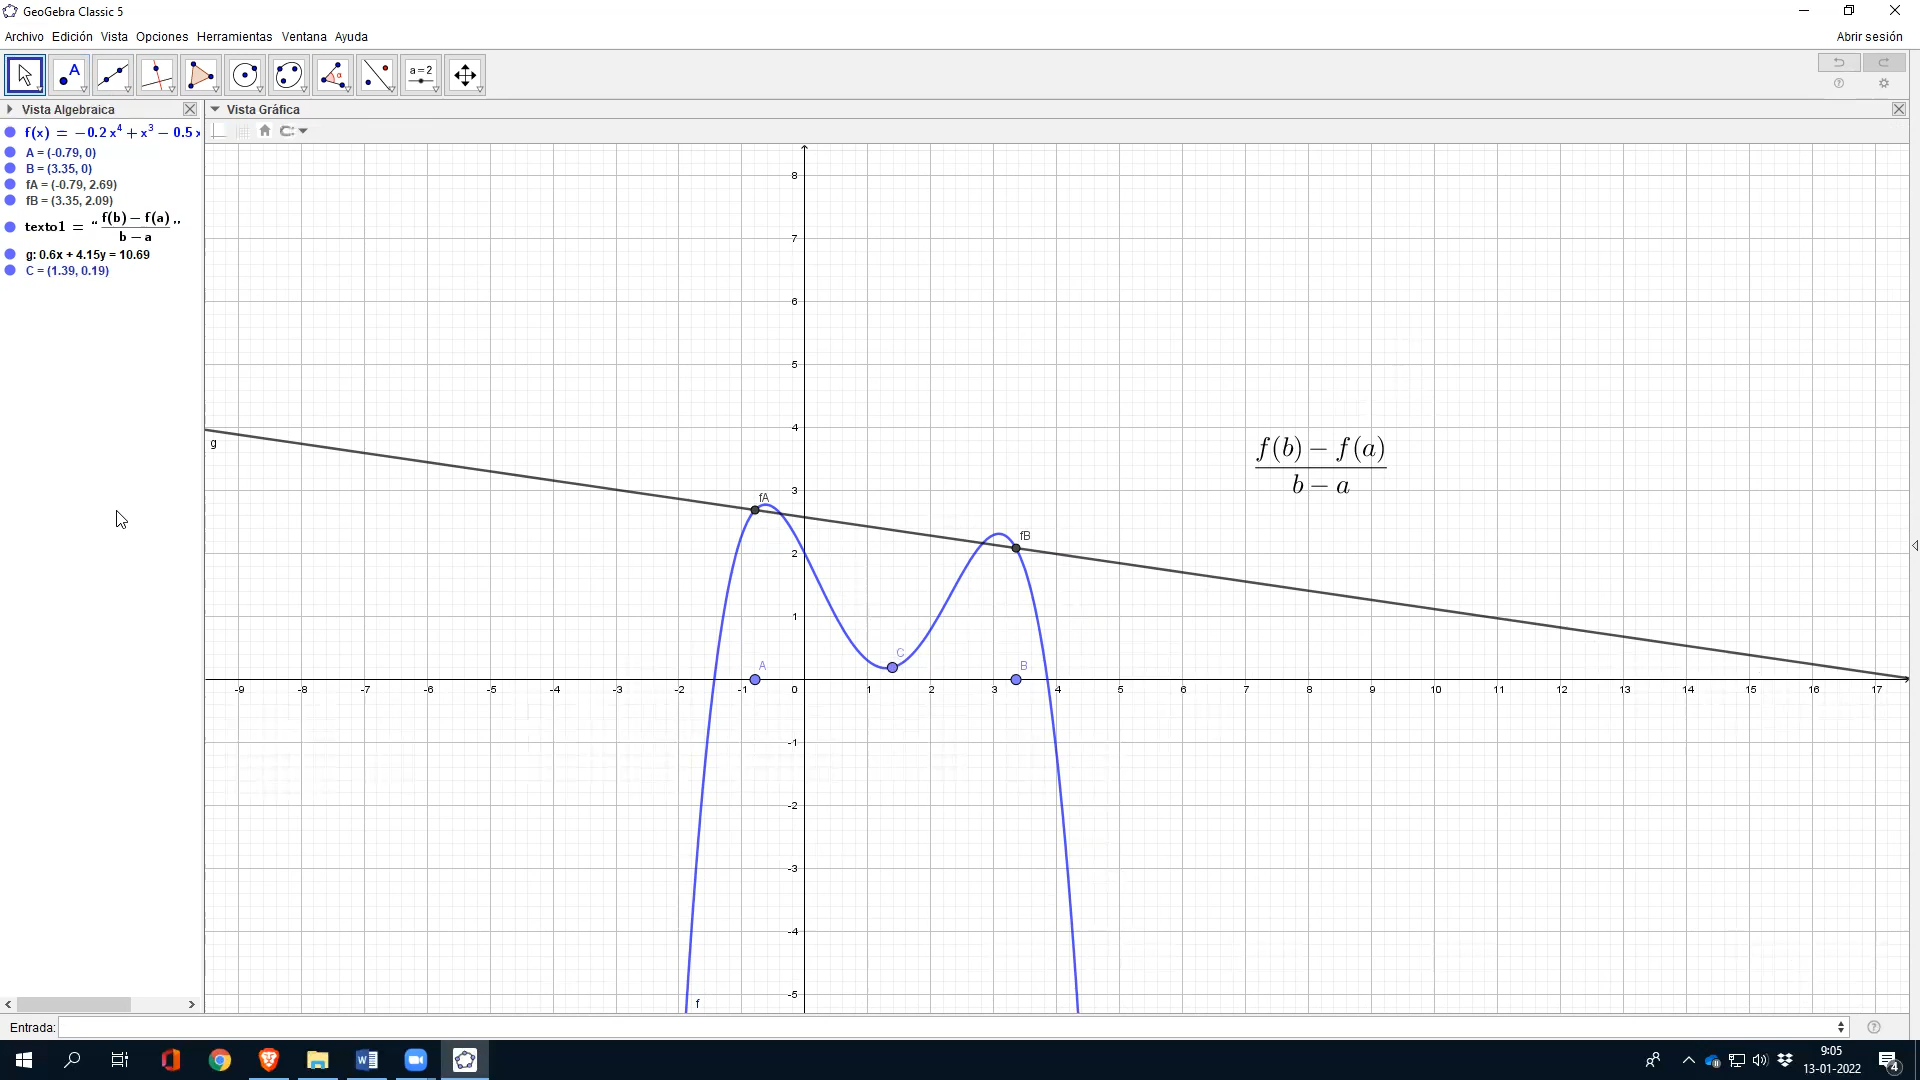 GeoGebra Classic 5
Archivo Edición Vista Opciones Herramientas Ventana Ayuda
Abrir sesión
A
α
a=2
Vista Algebraica
Vista Gráfica
f(x) = −0.2 x⁴ + x³ − 0.5 x
A = (-0.79, 0)
B = (3.35, 0)
fA = (-0.79, 2.69)
fB = (3.35, 2.09)
texto1 = “ f(b) − f(a) ”
b − a
g: 0.6x + 4.15y = 10.69
C = (1.39, 0.19)
8
7
6
5
4
g
f(b) − f(a)
b − a
3
fA
fB
2
1
C
A
B
-9 -8 -7 -6 -5 -4 -3 -2 -1 0 1 2 3 4 5 6 7 8 9 10 11 12 13 14 15 16 17
-1
-2
-3
-4
-5
f
Entrada:
W
9:05
13-01-2022
4